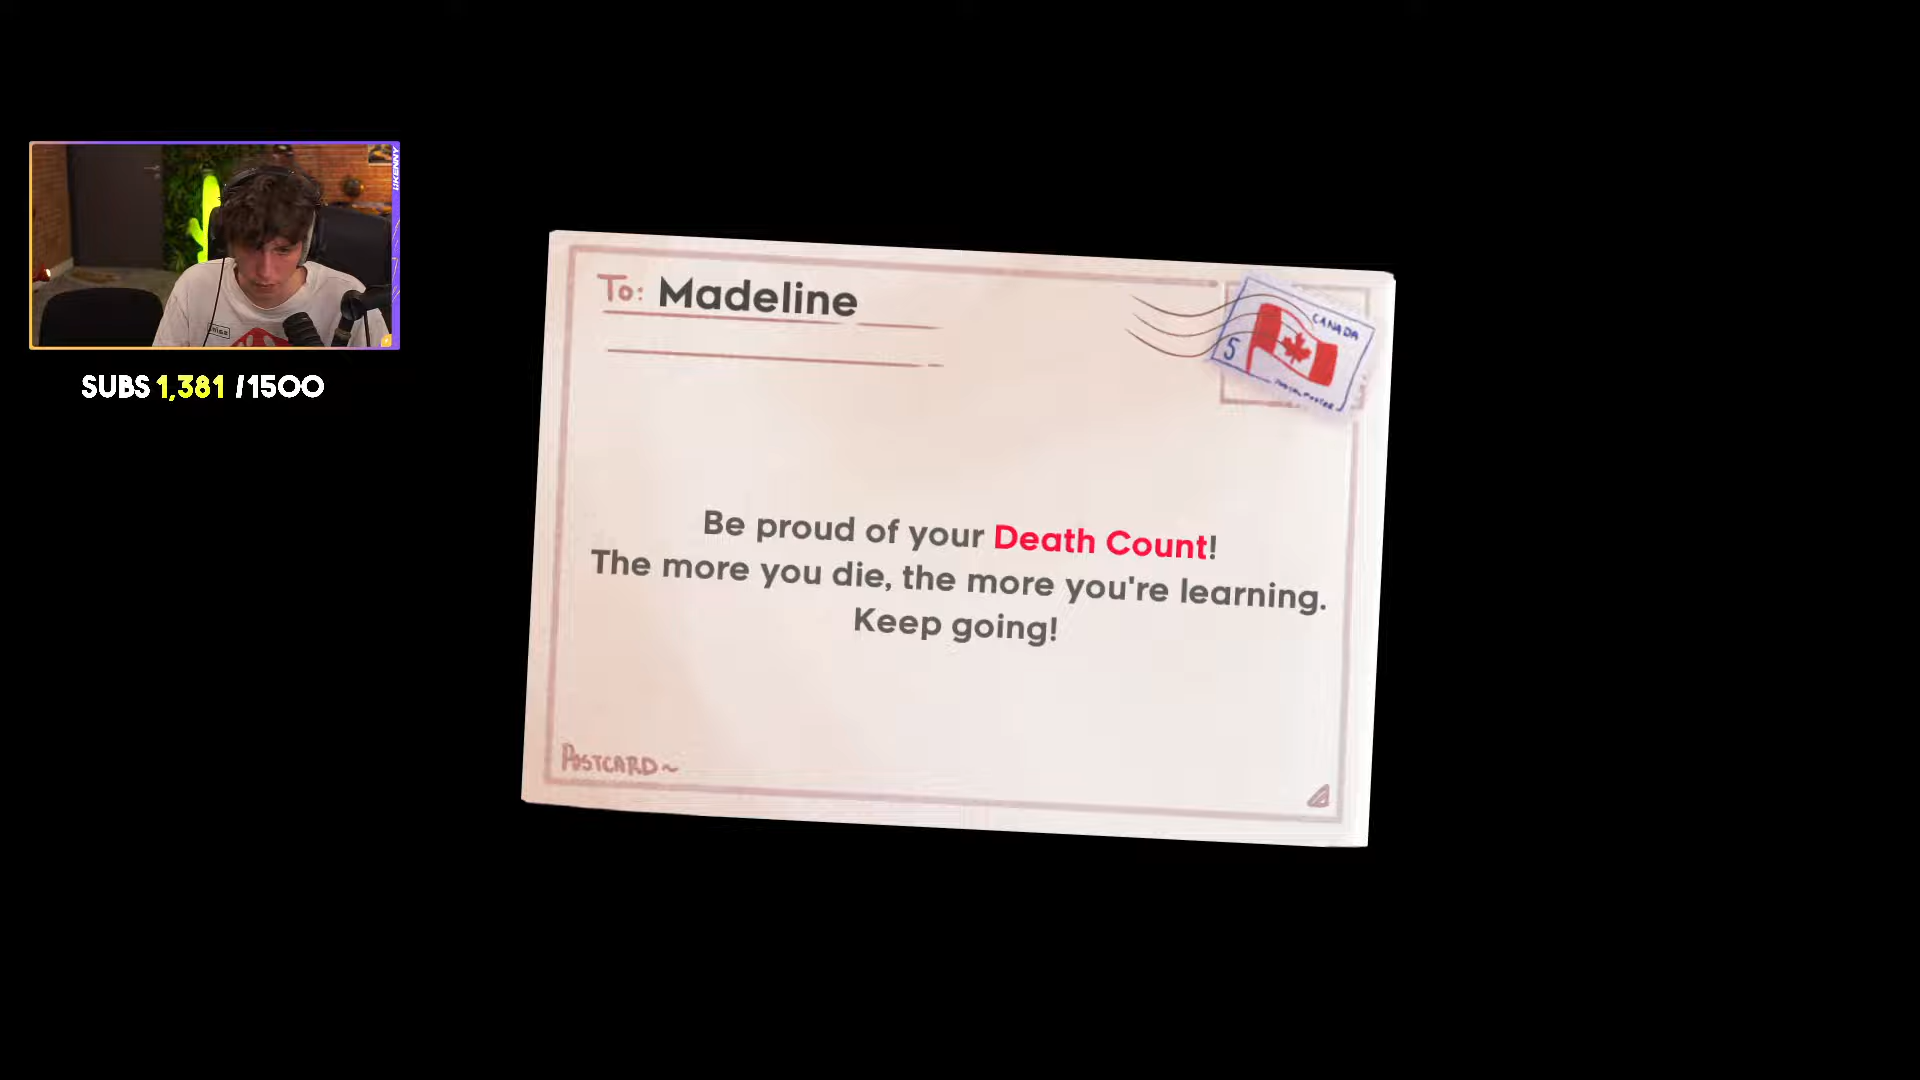 To: Madeline
CANADA
5
Be proud of your Death Count!
The more you die, the more you're learning.
Keep going!
POSTCARD~
SUBS 1,381 /1500